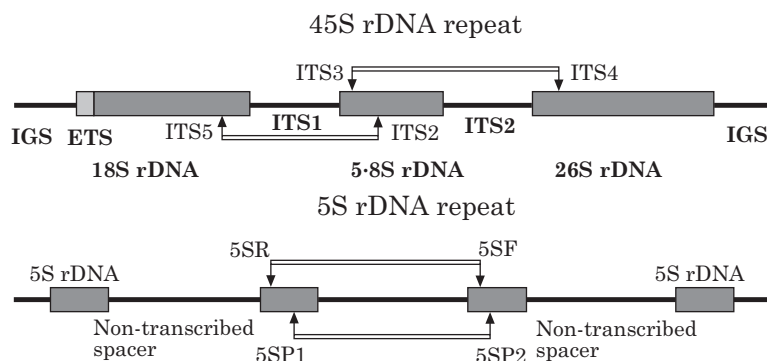 45S rDNA repeat
ITS3 ITS4
IGS ETS ITS5 ITS1 ITS2 ITS2 IGS
18S rDNA 5·8S rDNA 26S rDNA
5S rDNA repeat
5SR 5SF
5S rDNA 5S rDNA
Non-transcribed Non-transcribed
spacer 5SP1 5SP2 spacer